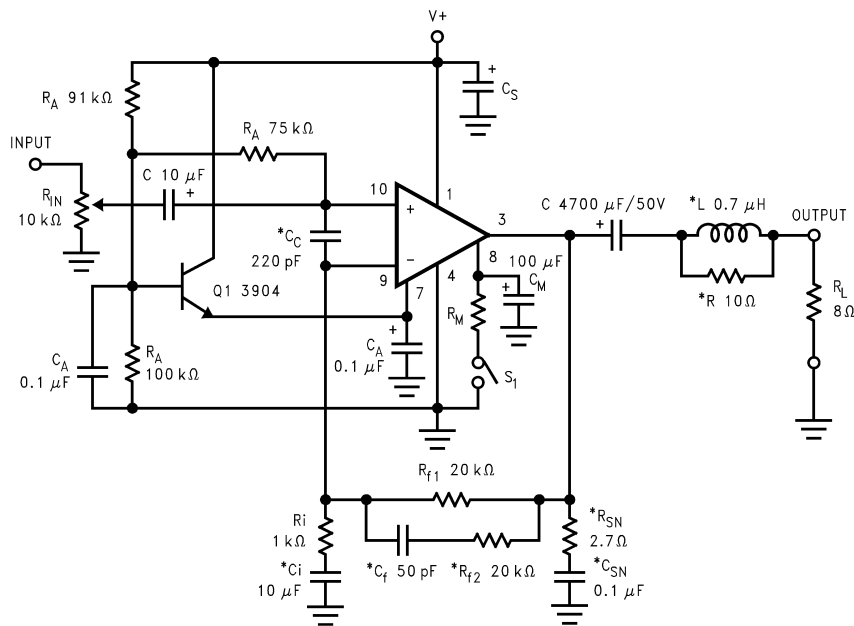 V+
+
C_S
R_A 91 kΩ
R_A 75 kΩ
INPUT
C 10 μF
+
R_IN
10 kΩ
10
+
1
*C_C
220 pF
−
9
7
4
3
8
C 4700 μF/50V
+
*L 0.7 μH
OUTPUT
*R 10Ω
R_L
8Ω
100 μF
C_M
+
R_M
S_1
Q1 3904
+
C_A
0.1 μF
C_A
0.1 μF
R_A
100 kΩ
R_f1 20 kΩ
Ri
1 kΩ
*Ci
10 μF
*C_f 50 pF
*R_f2 20 kΩ
*R_SN
2.7Ω
*C_SN
0.1 μF